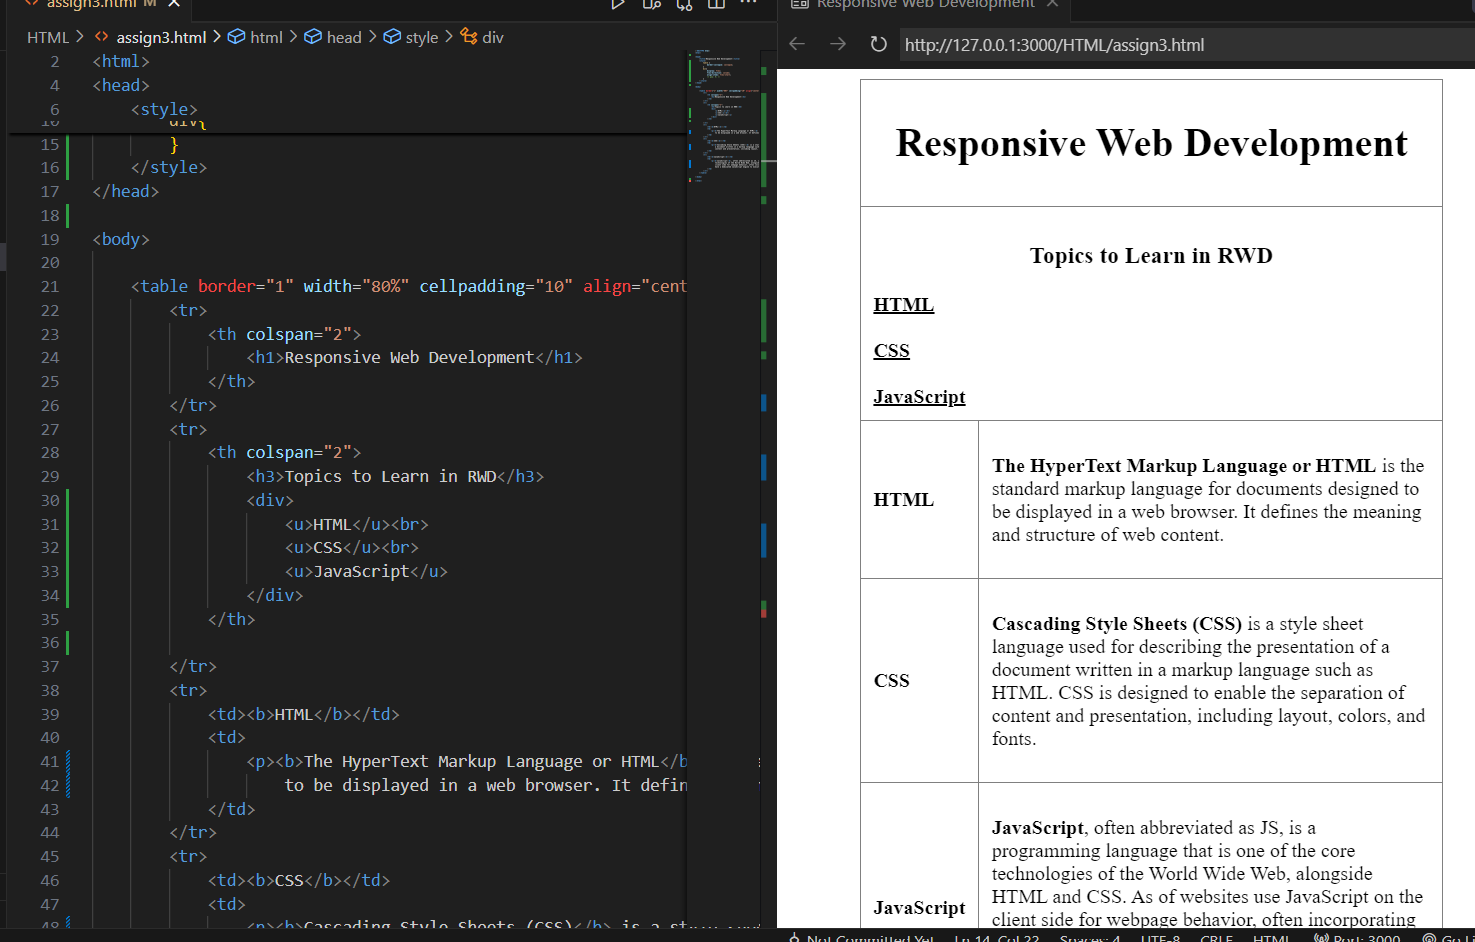 assign3.html M
HTML > assign3.html > html > head > style > div
2 <html>
4 <head>
6 <style>
10 div{
15 }
16 </style>
17 </head>
18
19 <body>
20
21 <table border="1" width="80%" cellpadding="10" align="cent
22 <tr>
23 <th colspan="2">
24 <h1>Responsive Web Development</h1>
25 </th>
26 </tr>
27 <tr>
28 <th colspan="2">
29 <h3>Topics to Learn in RWD</h3>
30 <div>
31 <u>HTML</u><br>
32 <u>CSS</u><br>
33 <u>JavaScript</u>
34 </div>
35 </th>
36
37 </tr>
38 <tr>
39 <td><b>HTML</b></td>
40 <td>
41 <p><b>The HyperText Markup Language or HTML</b
42 to be displayed in a web browser. It defin
43 </td>
44 </tr>
45 <tr>
46 <td><b>CSS</b></td>
47 <td>
48 <p><b>Cascading Style Sheets (CSS)</b> is a st
Responsive Web Development
http://127.0.0.1:3000/HTML/assign3.html
Responsive Web Development
Topics to Learn in RWD
HTML
CSS
JavaScript
HTML
The HyperText Markup Language or HTML is the
standard markup language for documents designed to
be displayed in a web browser. It defines the meaning
and structure of web content.
CSS
Cascading Style Sheets (CSS) is a style sheet
language used for describing the presentation of a
document written in a markup language such as
HTML. CSS is designed to enable the separation of
content and presentation, including layout, colors, and
fonts.
JavaScript
JavaScript, often abbreviated as JS, is a
programming language that is one of the core
technologies of the World Wide Web, alongside
HTML and CSS. As of websites use JavaScript on the
client side for webpage behavior, often incorporating
Not Committed Yet Ln 14, Col 22 Spaces: 4 UTF-8 CRLF HTML Port: 3000 Go Li